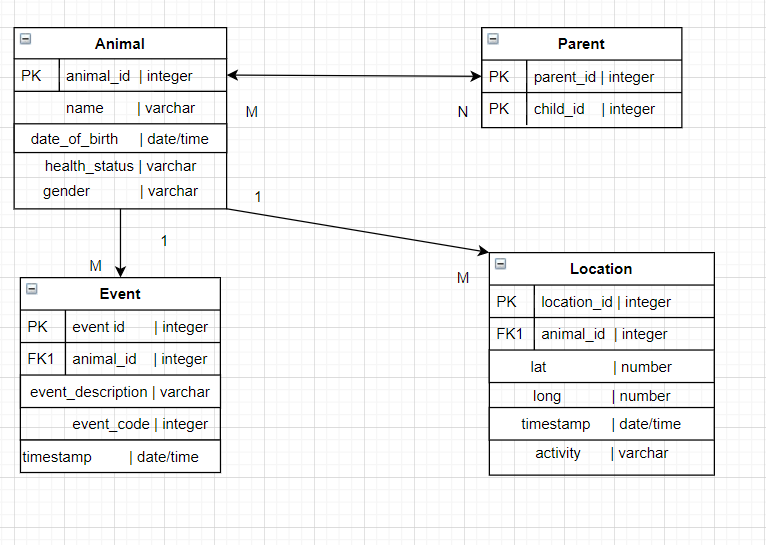 Animal
PK animal_id | integer
name | varchar
date_of_birth | date/time
health_status | varchar
gender | varchar
Parent
PK parent_id | integer
PK child_id | integer
M
N
1
M
1
M
Event
PK event id | integer
FK1 animal_id | integer
event_description | varchar
event_code | integer
timestamp | date/time
Location
PK location_id | integer
FK1 animal_id | integer
lat | number
long | number
timestamp | date/time
activity | varchar